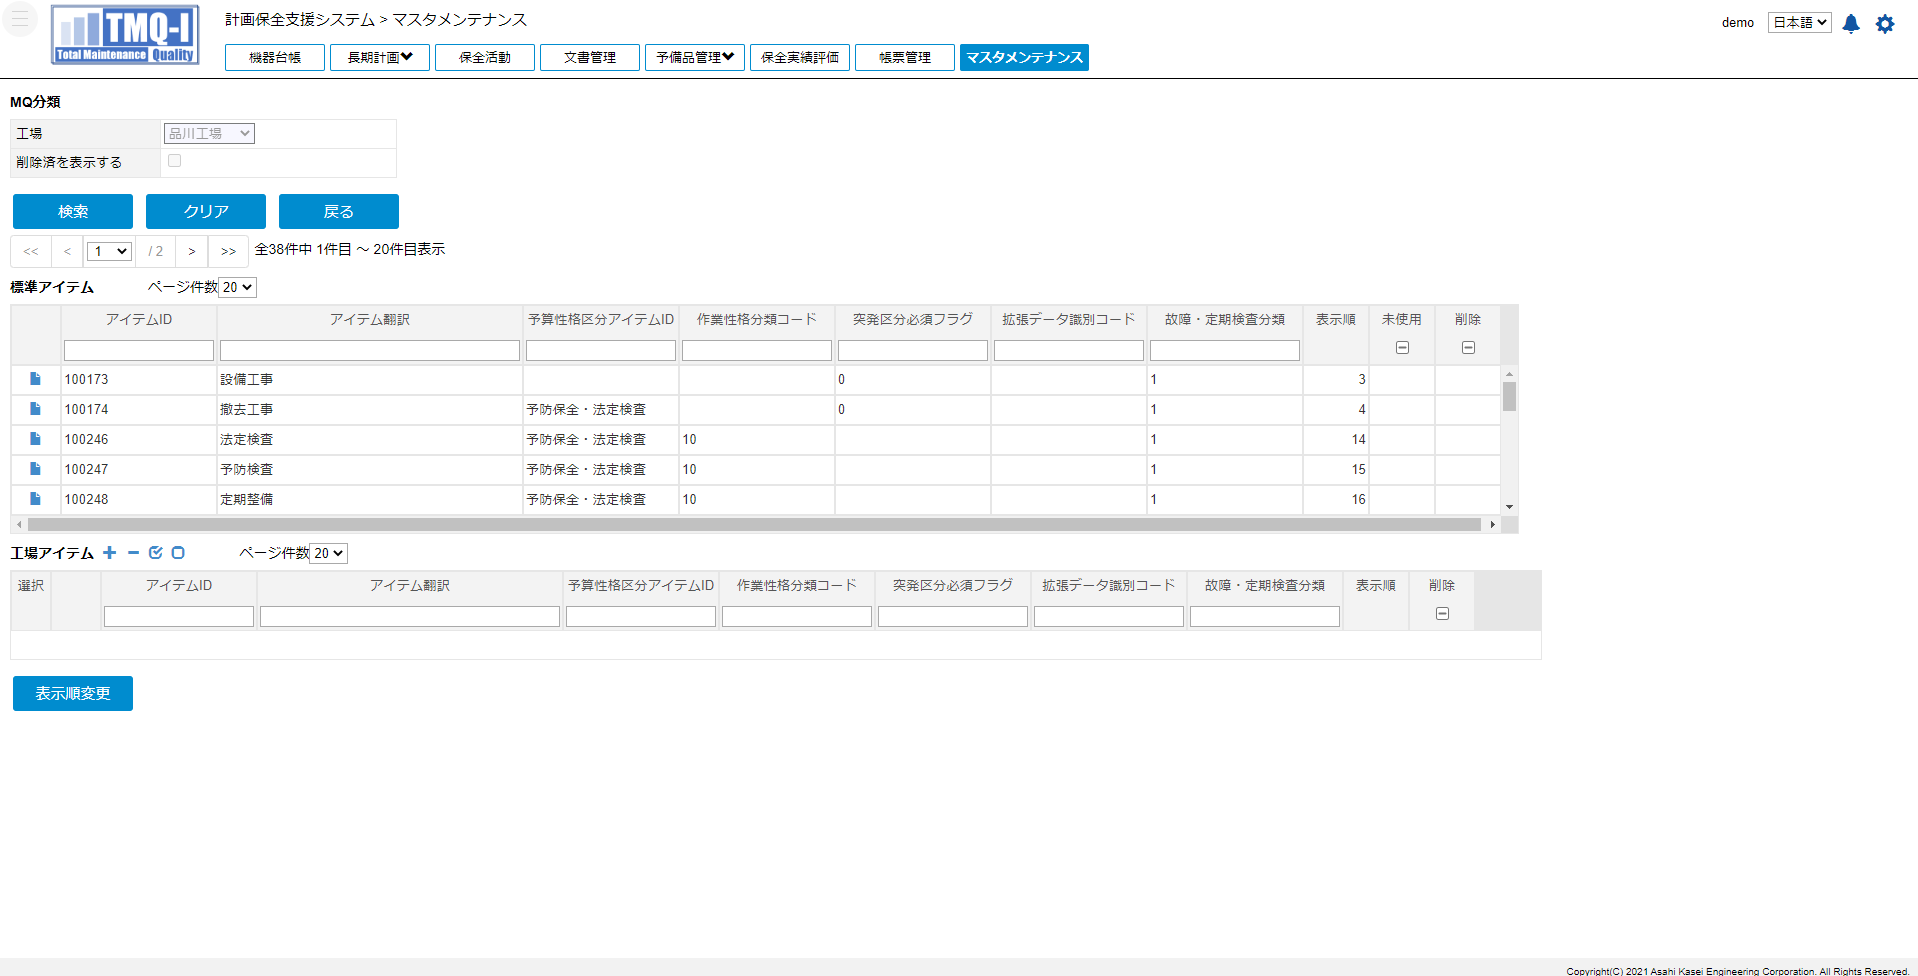 TMQ-I
Total Maintenance Quality
計画保全支援システム > マスタメンテナンス
demo 日本語
機器台帳 長期計画 保全活動 文書管理 予備品管理 保全実績評価 帳票管理 マスタメンテナンス
MQ分類
工場 品川工場
削除済を表示する
検索 クリア 戻る
<< < 1 / 2 > >> 全38件中 1件目 ～ 20件目表示
標準アイテム ページ件数 20
アイテムID アイテム翻訳 予算性格区分アイテムID 作業性格分類コード 突発区分必須フラグ 拡張データ識別コード 故障・定期検査分類 表示順 未使用 削除
100173 設備工事 0 1 3
100174 撤去工事 予防保全・法定検査 0 1 4
100246 法定検査 予防保全・法定検査 10 1 14
100247 予防検査 予防保全・法定検査 10 1 15
100248 定期整備 予防保全・法定検査 10 1 16
工場アイテム ページ件数 20
選択 アイテムID アイテム翻訳 予算性格区分アイテムID 作業性格分類コード 突発区分必須フラグ 拡張データ識別コード 故障・定期検査分類 表示順 削除
表示順変更
Copyright(C) 2021 Asahi Kasei Engineering Corporation. All Rights Reserved.